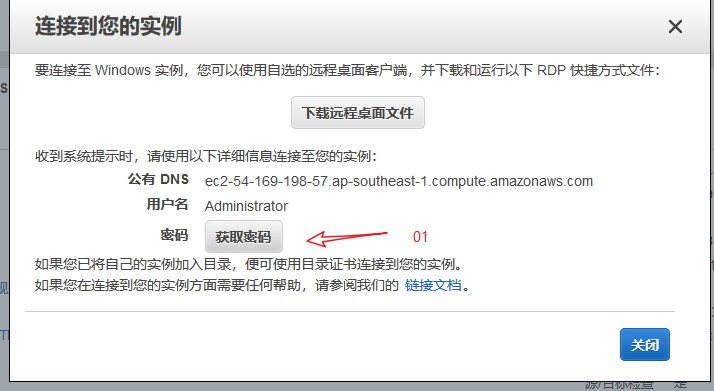 连接到您的实例
要连接至 Windows 实例，您可以使用自选的远程桌面客户端，并下载和运行以下 RDP 快捷方式文件：
下载远程桌面文件
收到系统提示时，请使用以下详细信息连接至您的实例：
公有 DNS ec2-54-169-198-57.ap-southeast-1.compute.amazonaws.com
用户名 Administrator
密码 获取密码 01
如果您已将自己的实例加入目录，便可使用目录证书连接到您的实例。
如果您在连接到您的实例方面需要任何帮助，请参阅我们的 链接文档。
关闭